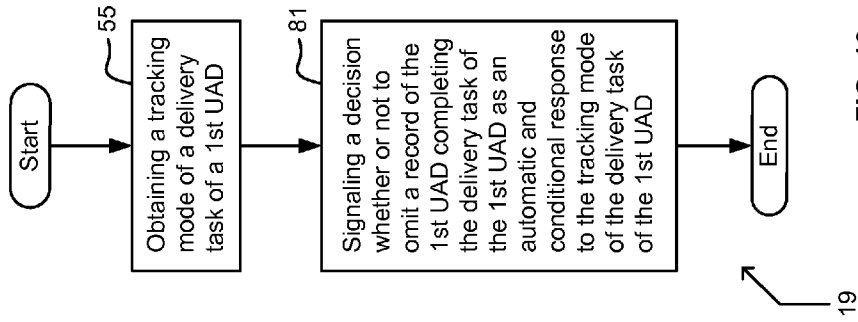 Start
55
Obtaining a tracking
mode of a delivery
task of a 1st UAD
81
Signaling a decision
whether or not to
omit a record of the
1st UAD completing
the delivery task of
the 1st UAD as an
automatic and
conditional response
to the tracking mode
of the delivery task
of the 1st UAD
End
19